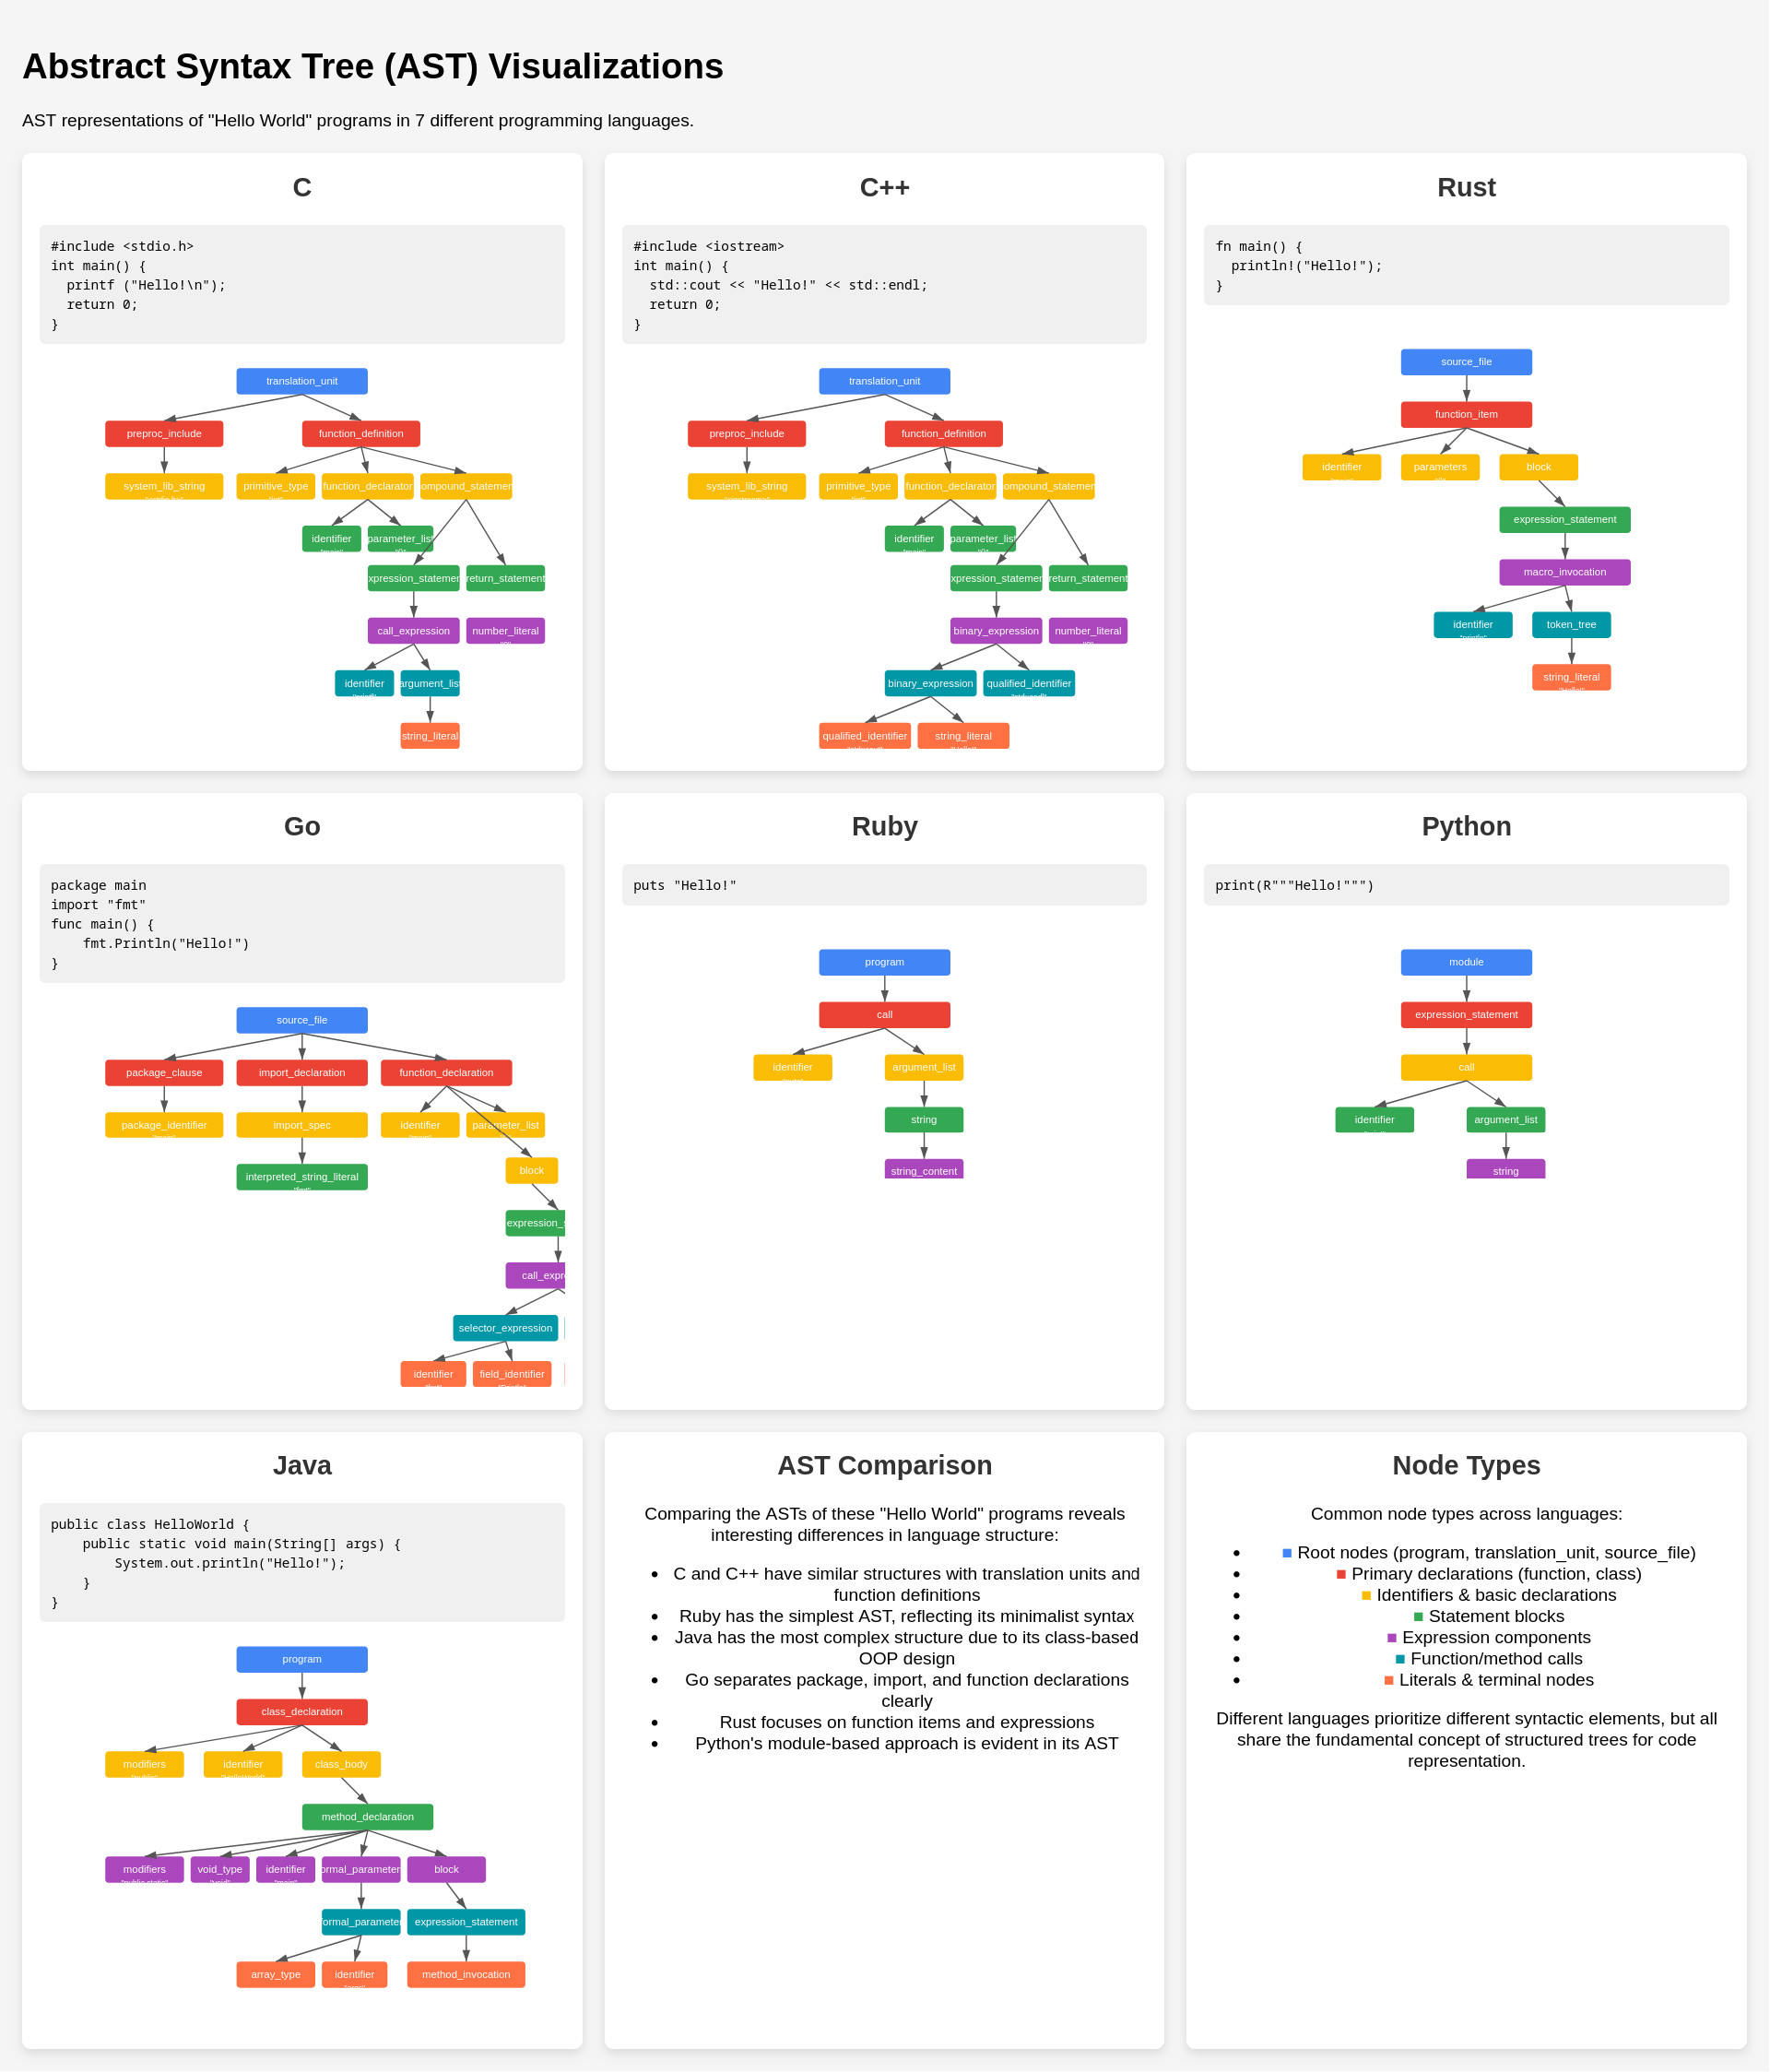 Abstract Syntax Tree (AST) Visualizations
AST representations of "Hello World" programs in 7 different programming languages.
C
#include <stdio.h>
int main() {
  printf ("Hello!\n");
  return 0;
}
translation_unit
preproc_include function_definition
system_lib_string primitive_type function_declarator ompound_statemen
identifier parameter_list
xpression_statemen return_statement
call_expression number_literal
identifier argument_list
string_literal
C++
#include <iostream>
int main() {
  std::cout << "Hello!" << std::endl;
  return 0;
}
translation_unit
preproc_include function_definition
system_lib_string primitive_type function_declarator ompound_statemen
identifier parameter_list
xpression_statemen return_statement
binary_expression number_literal
binary_expression qualified_identifier
qualified_identifier string_literal
Rust
fn main() {
  println!("Hello!");
}
source_file
function_item
identifier parameters block
expression_statement
macro_invocation
identifier token_tree
string_literal
Go
package main
import "fmt"
func main() {
    fmt.Println("Hello!")
}
source_file
package_clause import_declaration function_declaration
package_identifier import_spec identifier parameter_list
block
interpreted_string_literal
expression_s
call_expre
selector_expression
identifier field_identifier
Ruby
puts "Hello!"
program
call
identifier argument_list
string
string_content
Python
print(R"""Hello!""")
module
expression_statement
call
identifier argument_list
string
Java
public class HelloWorld {
    public static void main(String[] args) {
        System.out.println("Hello!");
    }
}
program
class_declaration
modifiers identifier class_body
method_declaration
modifiers void_type identifier ormal_parameter block
formal_parameter expression_statement
array_type identifier method_invocation
AST Comparison
Comparing the ASTs of these "Hello World" programs reveals
interesting differences in language structure:
• C and C++ have similar structures with translation units and
function definitions
• Ruby has the simplest AST, reflecting its minimalist syntax
• Java has the most complex structure due to its class-based
OOP design
• Go separates package, import, and function declarations
clearly
• Rust focuses on function items and expressions
• Python's module-based approach is evident in its AST
Node Types
Common node types across languages:
• ■ Root nodes (program, translation_unit, source_file)
• ■ Primary declarations (function, class)
• ■ Identifiers & basic declarations
• ■ Statement blocks
• ■ Expression components
• ■ Function/method calls
• ■ Literals & terminal nodes
Different languages prioritize different syntactic elements, but all
share the fundamental concept of structured trees for code
representation.